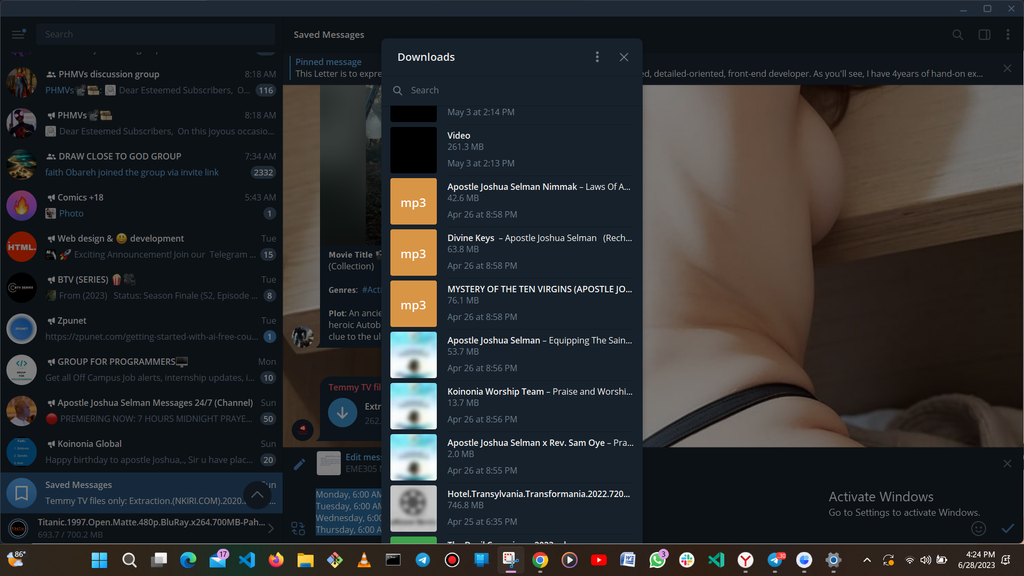 Search
Saved Messages
PHMVs discussion group
8:18 AM
PHMVs
Dear Esteemed Subscribers, O...
116
PHMVs
8:18 AM
Dear Esteemed Subscribers, On this joyous occasio...
DRAW CLOSE TO GOD GROUP
7:34 AM
faith Obareh joined the group via invite link
2332
Comics +18
5:43 AM
Photo
1
Web design & development
Tue
Exciting Announcement! Join our Telegram ...
15
BTV (SERIES)
Tue
From (2023) Status: Season Finale (S2, Episode ...
8
Zpunet
Tue
https://zpunet.com/getting-started-with-ai-free-cou...
1
GROUP FOR PROGRAMMERS
Mon
Get all Off Campus Job alerts, internship updates, i...
10
Apostle Joshua Selman Messages 24/7 (Channel)
Sun
PREMIERING NOW: 7 HOURS MIDNIGHT PRAYE...
50
Koinonia Global
Sun
Happy birthday to apostle Joshua,,, Sir u have plac...
20
Saved Messages
Temmy TV files only: Extraction.(NKIRI.COM).2020...
Titanic.1997.Open.Matte.480p.BluRay.x264.700MB-Pah...
693.7 / 700.2 MB
Pinned message
This Letter is to expre
ed, detailed-oriented, front-end developer. As you'll see, I have 4years of hand-on ex...
Movie Title
(Collection)
Genres: #Acti
Plot: An ancie
heroic Autob
clue to the ul
Temmy TV fil
Extr
262.
Edit mess
EME305
Monday, 6:00 AM
Tuesday, 6:00 AM
Wednesday, 6:00
Thursday, 6:00 AM
Downloads
Search
May 3 at 2:14 PM
Video
261.3 MB
May 3 at 2:13 PM
mp3
Apostle Joshua Selman Nimmak – Laws Of A...
42.6 MB
Apr 26 at 8:58 PM
mp3
Divine Keys – Apostle Joshua Selman (Rech...
63.8 MB
Apr 26 at 8:58 PM
mp3
MYSTERY OF THE TEN VIRGINS (APOSTLE JO...
76.1 MB
Apr 26 at 8:58 PM
Apostle Joshua Selman – Equipping The Sain...
53.7 MB
Apr 26 at 8:56 PM
Koinonia Worship Team – Praise and Worshi...
13.7 MB
Apr 26 at 8:56 PM
Apostle Joshua Selman x Rev. Sam Oye – Pra...
2.0 MB
Apr 26 at 8:55 PM
Hotel.Transylvania.Transformania.2022.720...
746.8 MB
Apr 25 at 6:35 PM
Activate Windows
Go to Settings to activate Windows.
86°
17
3
4:24 PM
6/28/2023